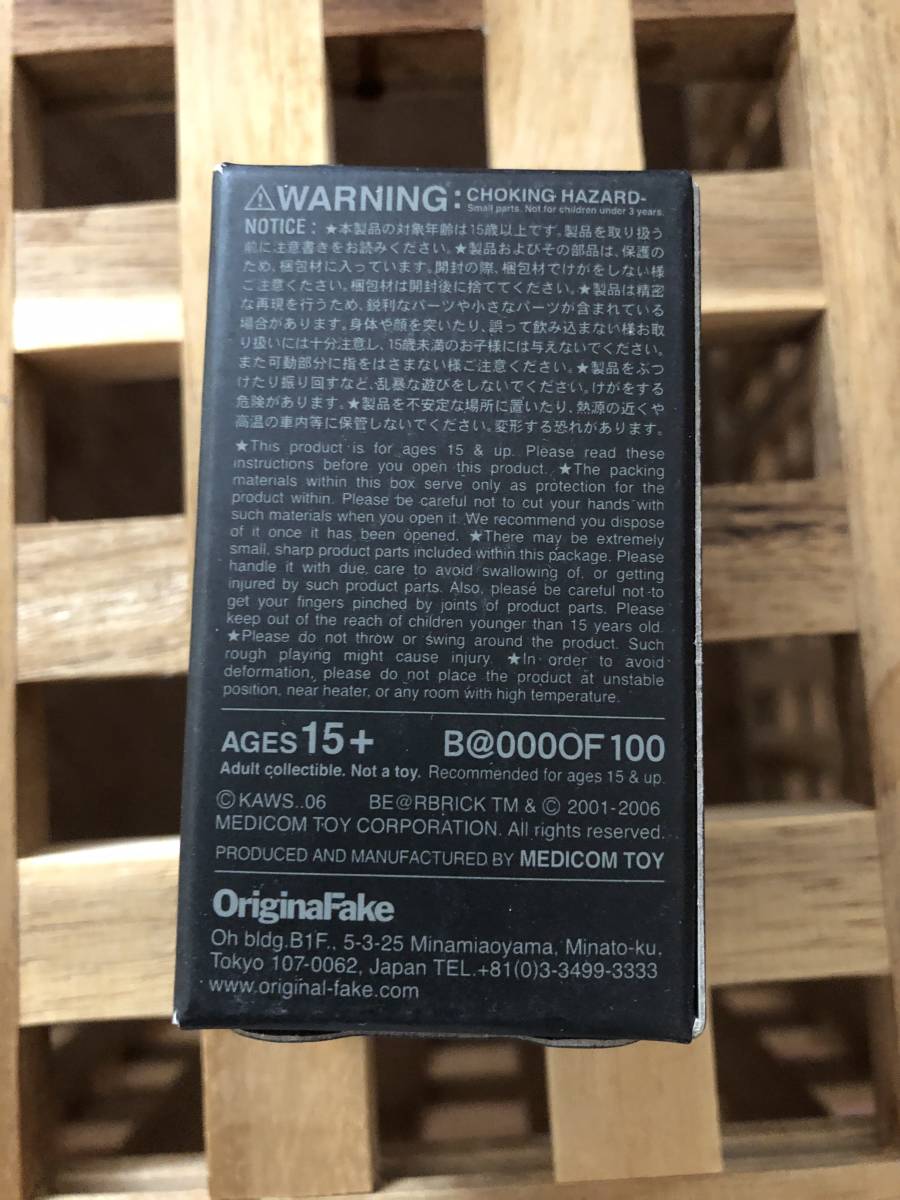 ⚠WARNING: CHOKING HAZARD-
Small parts. Not for children under 3 years.
NOTICE : ★本製品の対象年齢は15歳以上です。製品を取り扱う
前に注意書きをお読みください。★製品およびその部品は、保護の
ため、梱包材に入っています。開封の際、梱包材でけがをしない様
ご注意ください。梱包材は開封後に捨ててください。★製品は精密
な再現を行うため、鋭利なパーツや小さなパーツが含まれている
場合があります。身体や顔を突いたり、誤って飲み込まない様お取
り扱いには十分注意し、15歳未満のお子様には与えないでください。
また可動部分に指をはさまない様ご注意ください。★製品をぶつ
けたり振り回すなど、乱暴な遊びをしないでください。けがをする
危険があります。★製品を不安定な場所に置いたり、熱源の近くや
高温の車内等に保管しないでください。変形する恐れがあります。
★This product is for ages 15 & up. Please read these
instructions before you open this product. ★The packing
materials within this box serve only as protection for the
product within. Please be careful not to cut your hands with
such materials when you open it. We recommend you dispose
of it once it has been opened. ★There may be extremely
small, sharp product parts included within this package. Please
handle it with due care to avoid swallowing of, or getting
injured by such product parts. Also, please be careful not to
get your fingers pinched by joints of product parts. Please
keep out of the reach of children younger than 15 years old.
★Please do not throw or swing around the product. Such
rough playing might cause injury. ★In order to avoid
deformation, please do not place the product at unstable
position, near heater, or any room with high temperature.
AGES 15+ B@000OF 100
Adult collectible. Not a toy. Recommended for ages 15 & up.
© KAWS..06 BE@RBRICK TM & © 2001-2006
MEDICOM TOY CORPORATION. All rights reserved.
PRODUCED AND MANUFACTURED BY MEDICOM TOY
OriginalFake
Oh bldg.B1F., 5-3-25 Minamiaoyama, Minato-ku,
Tokyo 107-0062, Japan TEL.+81(0)3-3499-3333
www.original-fake.com